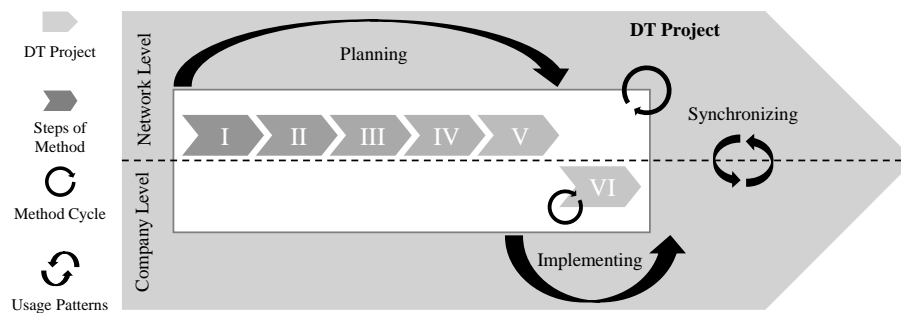 DT Project
Steps of
Method
Method Cycle
Usage Patterns
Network Level
Company Level
Planning
DT Project
I
II
III
IV
V
VI
Synchronizing
Implementing